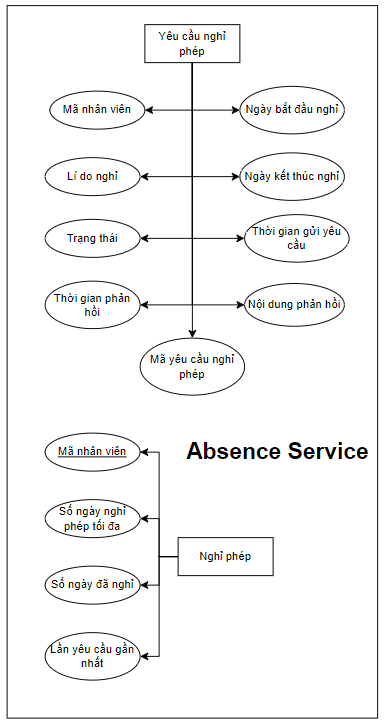 Yêu cầu nghỉ
phép
Mã nhân viên
Ngày bắt đầu nghỉ
Lí do nghỉ
Ngày kết thúc nghỉ
Trạng thái
Thời gian gửi yêu
cầu
Thời gian phản
hồi
Nội dung phản hồi
Mã yêu cầu nghỉ
phép
Mã nhân viên
Absence Service
Số ngày nghỉ
phép tối đa
Nghỉ phép
Số ngày đã nghỉ
Lần yêu cầu gần
nhất